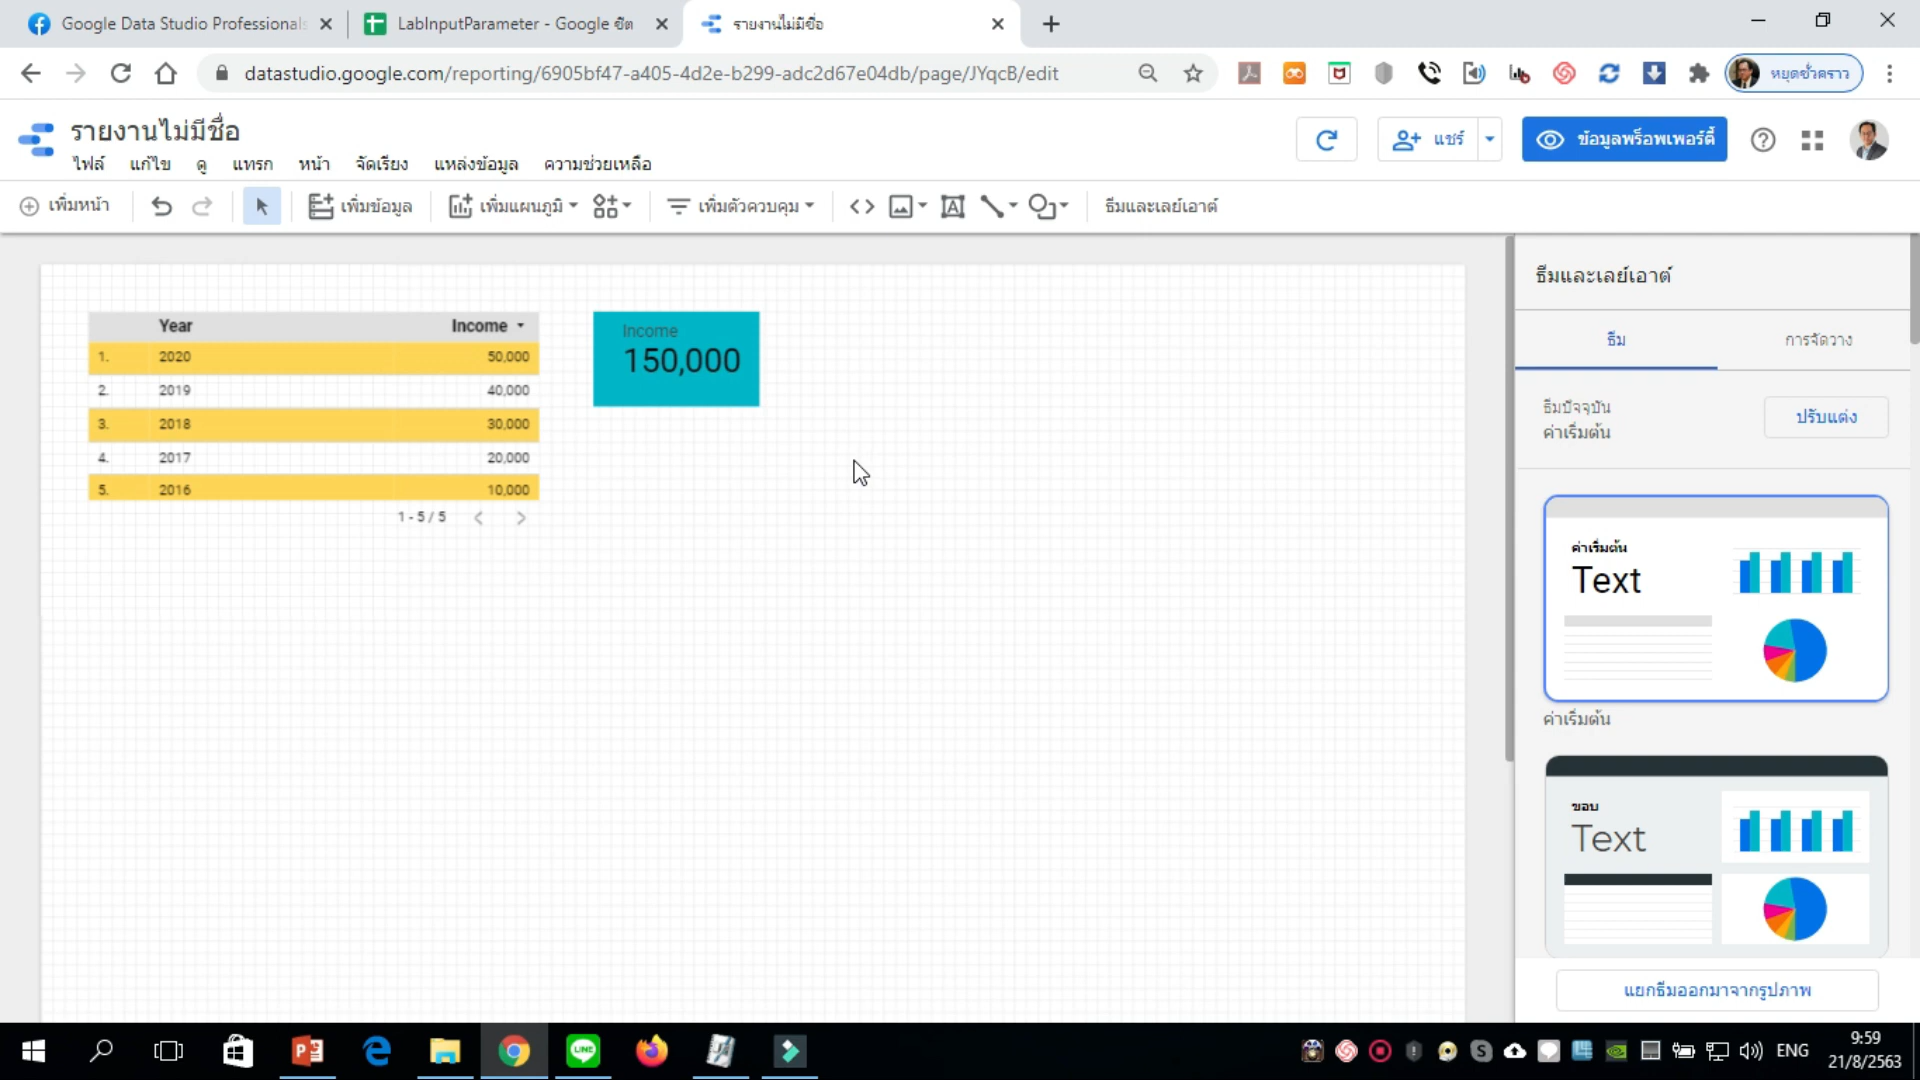 Google Data Studio Professionals
LabInputParameter - Google ชีต
รายงานไม่มีชื่อ
datastudio.google.com/reporting/6905bf47-a405-4d2e-b299-adc2d67e04db/page/JYqcB/edit
หยุดชั่วคราว
รายงานไม่มีชื่อ
ไฟล์ แก้ไข ดู แทรก หน้า จัดเรียง แหล่งข้อมูล ความช่วยเหลือ
แชร์
ข้อมูลพร็อพเพอร์ตี้
เพิ่มหน้า
เพิ่มข้อมูล
เพิ่มแผนภูมิ
เพิ่มตัวควบคุม
ธีมและเลย์เอาต์
Year Income
1. 2020 50,000
2. 2019 40,000
3. 2018 30,000
4. 2017 20,000
5. 2016 10,000
1 - 5 / 5
Income
150,000
ธีมและเลย์เอาต์
ธีม การจัดวาง
ธีมปัจจุบัน
ค่าเริ่มต้น
ปรับแต่ง
ค่าเริ่มต้น
Text
ค่าเริ่มต้น
ขอบ
Text
แยกธีมออกมาจากรูปภาพ
LINE
ENG
9:59
21/8/2563